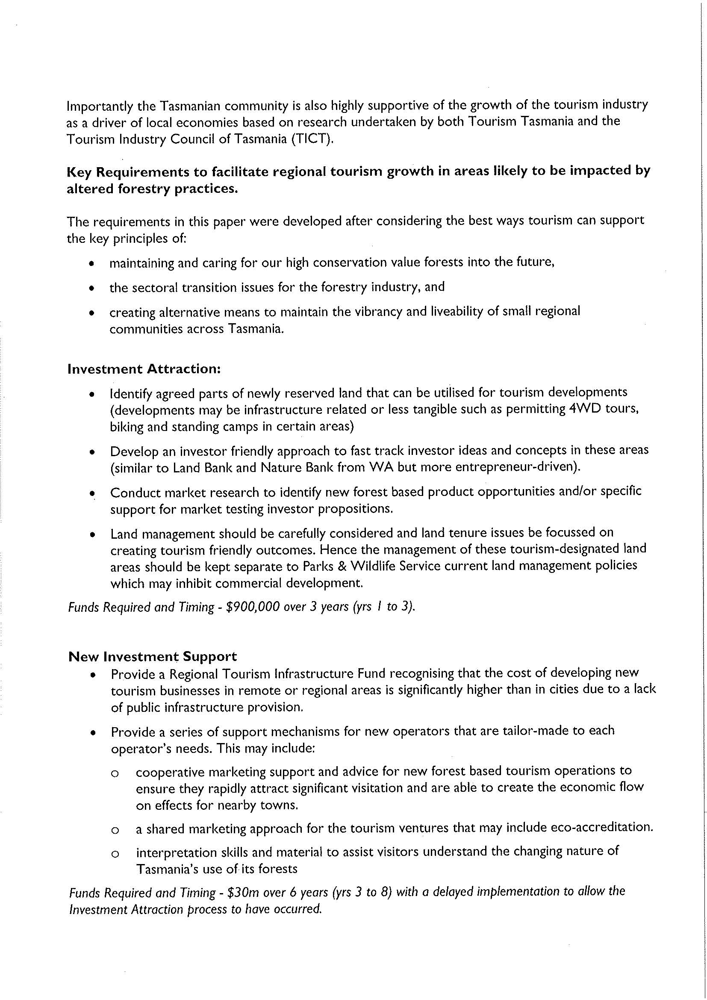 Importantly the Tasmanian community is also highly supportive of the growth of the tourism industry
as a driver of local economies based on research undertaken by both Tourism Tasmania and the
Tourism Industry Council of Tasmania (TICT).
Key Requirements to facilitate regional tourism growth in areas likely to be impacted by
altered forestry practices.
The requirements in this paper were developed after considering the best ways tourism can support
the key principles of:
• maintaining and caring for our high conservation value forests into the future,
• the sectoral transition issues for the forestry industry, and
• creating alternative means to maintain the vibrancy and liveability of small regional
communities across Tasmania.
Investment Attraction:
• Identify agreed parts of newly reserved land that can be utilised for tourism developments
(developments may be infrastructure related or less tangible such as permitting 4WD tours,
biking and standing camps in certain areas)
• Develop an investor friendly approach to fast track investor ideas and concepts in these areas
(similar to Land Bank and Nature Bank from WA but more entrepreneur-driven).
• Conduct market research to identify new forest based product opportunities and/or specific
support for market testing investor propositions.
• Land management should be carefully considered and land tenure issues be focussed on
creating tourism friendly outcomes. Hence the management of these tourism-designated land
areas should be kept separate to Parks & Wildlife Service current land management policies
which may inhibit commercial development.
Funds Required and Timing - $900,000 over 3 years (yrs 1 to 3).
New Investment Support
• Provide a Regional Tourism Infrastructure Fund recognising that the cost of developing new
tourism businesses in remote or regional areas is significantly higher than in cities due to a lack
of public infrastructure provision.
• Provide a series of support mechanisms for new operators that are tailor-made to each
operator's needs. This may include:
o cooperative marketing support and advice for new forest based tourism operations to
ensure they rapidly attract significant visitation and are able to create the economic flow
on effects for nearby towns.
o a shared marketing approach for the tourism ventures that may include eco-accreditation.
o interpretation skills and material to assist visitors understand the changing nature of
Tasmania's use of its forests
Funds Required and Timing - $30m over 6 years (yrs 3 to 8) with a delayed implementation to allow the
Investment Attraction process to have occurred.